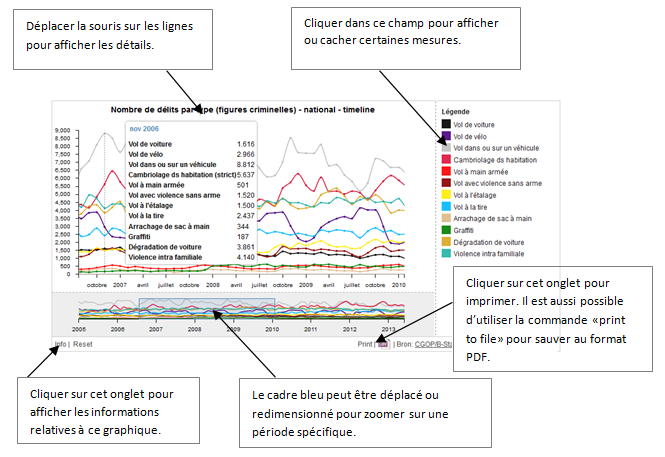 Déplacer la souris sur les lignes
pour afficher les détails.
Cliquer dans ce champ pour afficher
ou cacher certaines mesures.
Nombre de délits par type (figures criminelles) - national - timeline
nov 2006
Vol de voiture 1,616
Vol de vélo 2,966
Vol dans ou sur un véhicule 8,812
Cambriolage ds habitation (strict) 5,637
Vol à main armée 501
Vol avec violence sans arme 1,520
Vol à l'étalage 1,500
Vol à la tire 2,437
Arrachage de sac à main 344
Graffiti 187
Dégradation de voiture 3,861
Violence intra familiale 4,140
9,000
8,500
8,000
7,500
7,000
6,500
6,000
5,500
5,000
4,500
4,000
3,500
3,000
2,500
2,000
1,500
1,000
500
0
octobre 2007 avril juillet octobre 2008 avril juillet octobre 2009 avril juillet octobre 2010
Légende
Vol de voiture
Vol de vélo
Vol dans ou sur un véhicule
Cambriolage ds habitation
Vol à main armée
Vol avec violence sans arme
Vol à l'étalage
Vol à la tire
Arrachage de sac à main
Graffiti
Dégradation de voiture
Violence intra familiale
2005 2006 2007 2008 2009 2010 2011 2012 2013
Info | Reset
Print | | Bron: CGOP/B-Sta
Cliquer sur cet onglet pour
imprimer. Il est aussi possible
d'utiliser la commande «print
to file» pour sauver au format
PDF.
Cliquer sur cet onglet pour
afficher les informations
relatives à ce graphique.
Le cadre bleu peut être déplacé ou
redimensionné pour zoomer sur une
période spécifique.